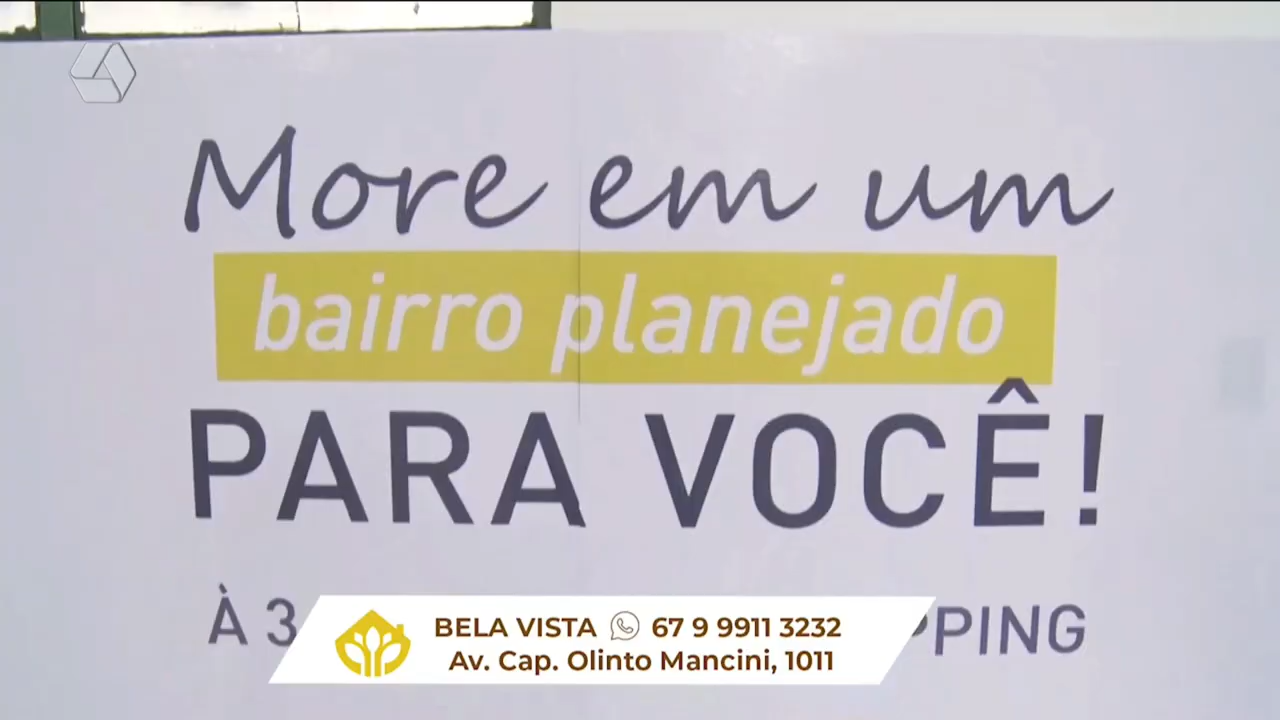 More em um
bairro planejado
PARA VOCÊ!
À 3
BELA VISTA 67 9 9911 3232
Av. Cap. Olinto Mancini, 1011